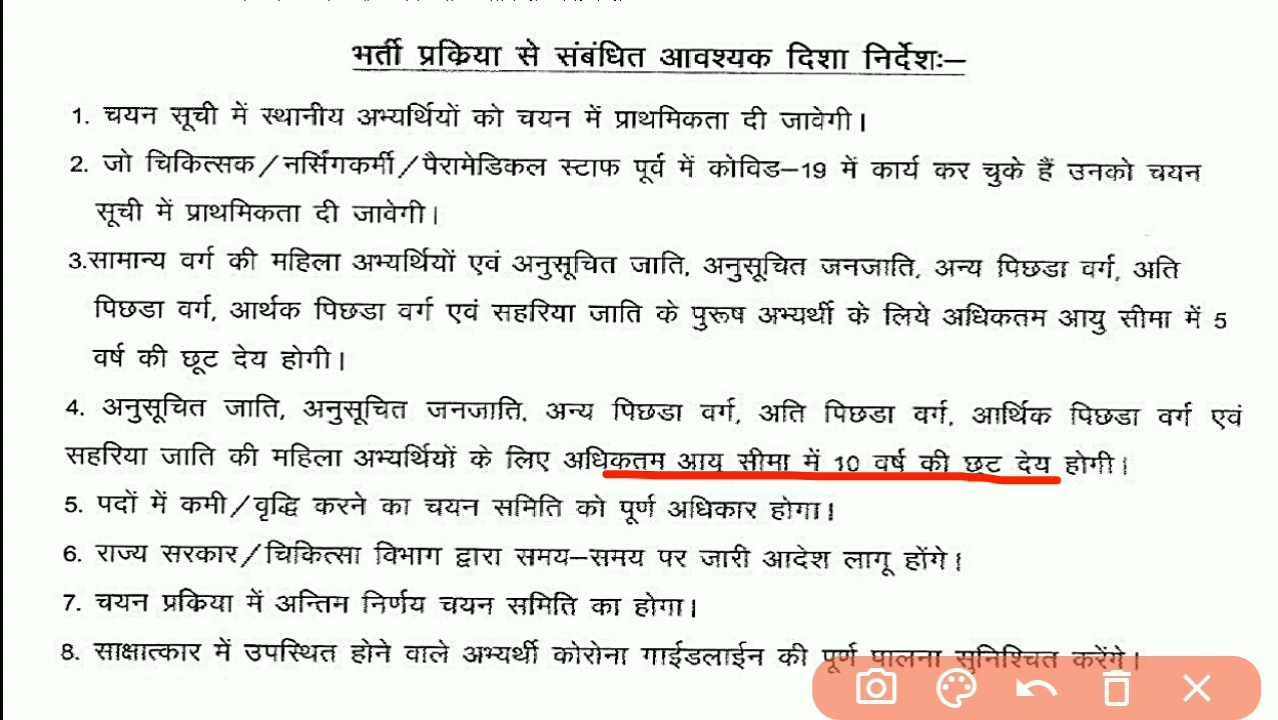 भर्ती प्रकिया से संबंधित आवश्यक दिशा निर्देशः–
1. चयन सूची में स्थानीय अभ्यर्थियों को चयन में प्राथमिकता दी जावेगी।
2. जो चिकित्सक/नर्सिंगकर्मी/पैरामेडिकल स्टाफ पूर्व में कोविड–19 में कार्य कर चुके हैं उनको चयन
सूची में प्राथमिकता दी जावेगी।
3.सामान्य वर्ग की महिला अभ्यर्थियों एवं अनुसूचित जाति, अनुसूचित जनजाति, अन्य पिछडा वर्ग, अति
पिछडा वर्ग, आर्थक पिछडा वर्ग एवं सहरिया जाति के पुरूष अभ्यर्थी के लिये अधिकतम आयु सीमा में 5
वर्ष की छूट देय होगी।
4. अनुसूचित जाति, अनुसूचित जनजाति, अन्य पिछडा वर्ग, अति पिछडा वर्ग, आर्थिक पिछडा वर्ग एवं
सहरिया जाति की महिला अभ्यर्थियों के लिए अधिकतम आयु सीमा में 10 वर्ष की छूट देय होगी।
5. पदों में कमी/वृद्धि करने का चयन समिति को पूर्ण अधिकार होगा।
6. राज्य सरकार/चिकित्सा विभाग द्वारा समय–समय पर जारी आदेश लागू होंगे।
7. चयन प्रकिया में अन्तिम निर्णय चयन समिति का होगा।
8. साक्षात्कार में उपस्थित होने वाले अभ्यर्थी कोरोना गाईडलाईन की पूर्ण पालना सुनिश्चित करेंगे।